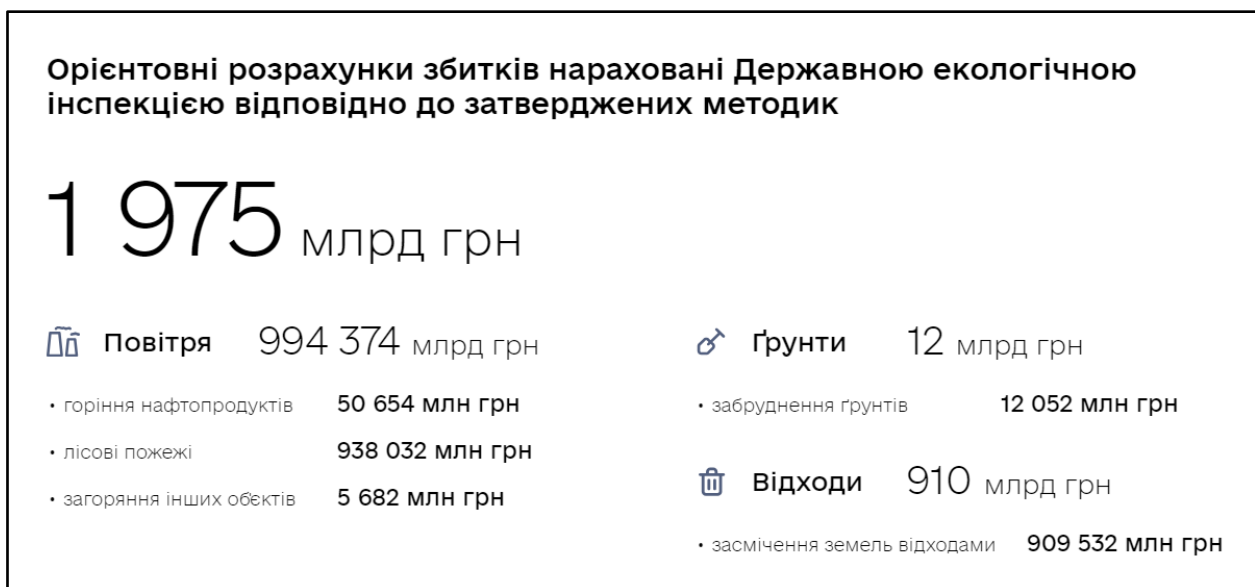 Орієнтовні розрахунки збитків нараховані Державною екологічною
інспекцією відповідно до затверджених методик
1 975 млрд грн
Повітря 994 374 млрд грн
• горіння нафтопродуктів 50 654 млн грн
• лісові пожежі 938 032 млн грн
• загоряння інших об'єктів 5 682 млн грн
Ґрунти 12 млрд грн
• забруднення ґрунтів 12 052 млн грн
Відходи 910 млрд грн
• засмічення земель відходами 909 532 млн грн